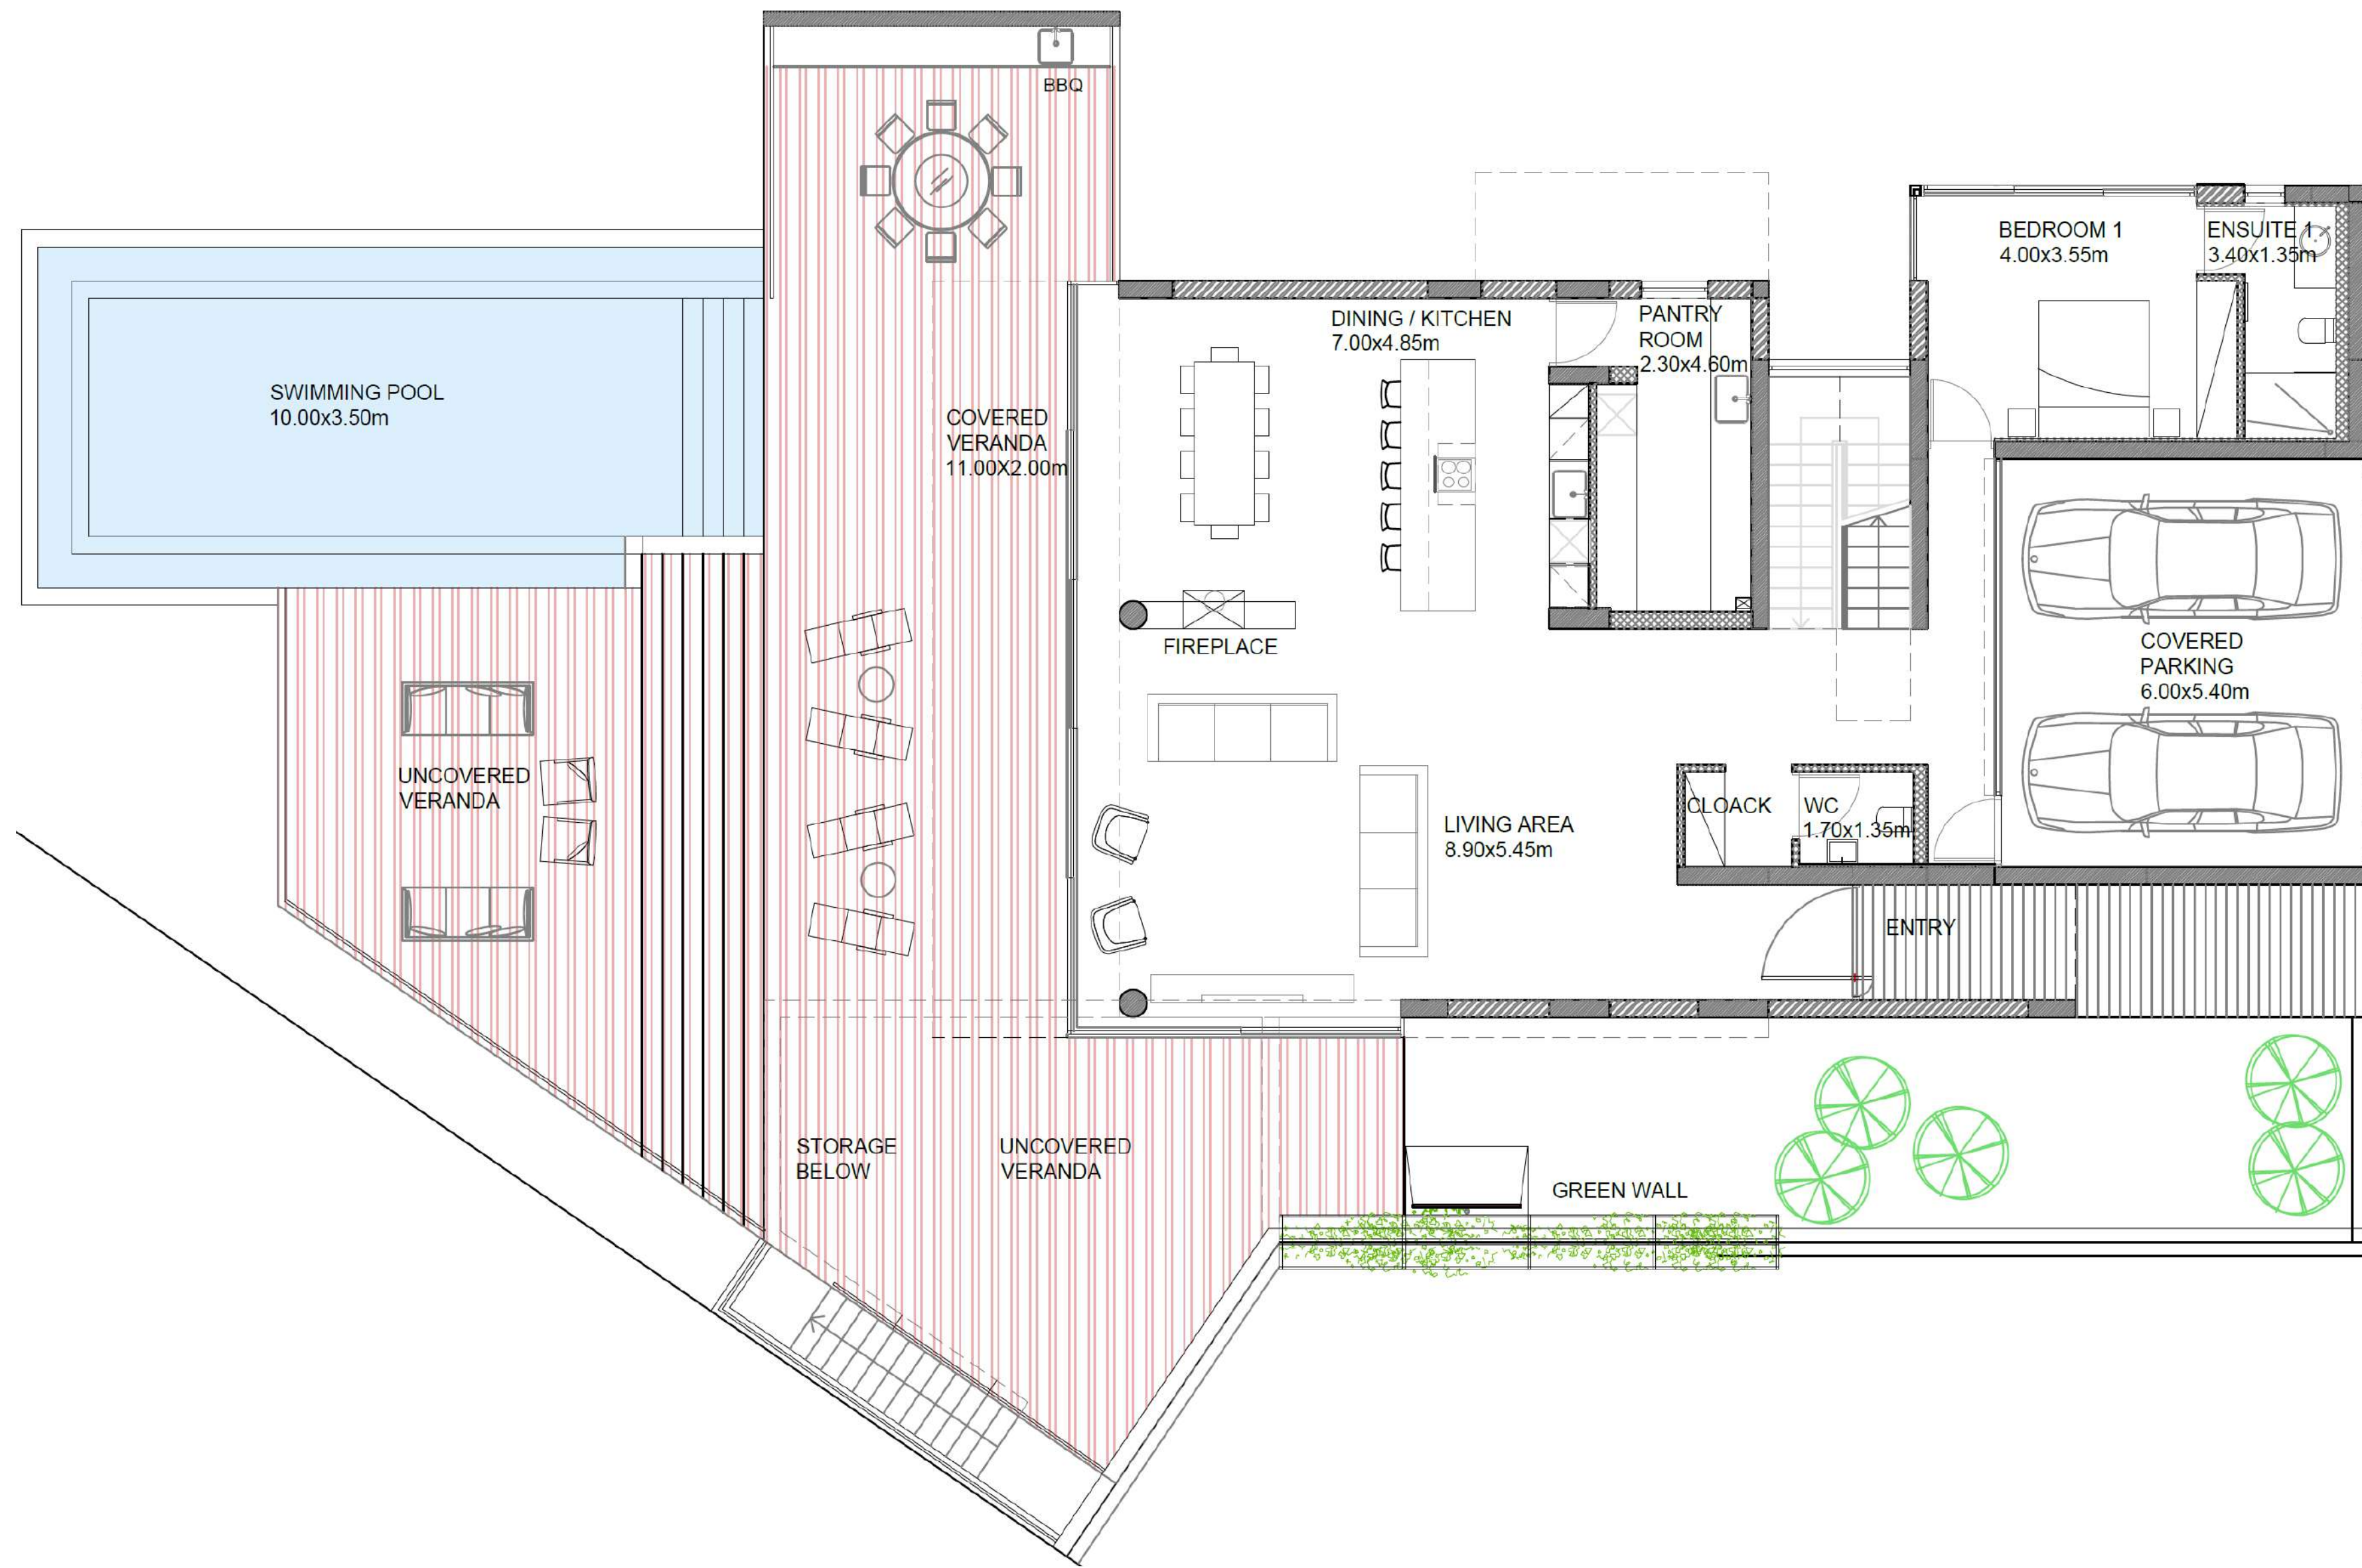 BBQ
BEDROOM 1
4.00x3.55m
ENSUITE 1
3.40x1.35m
DINING / KITCHEN
7.00x4.85m
PANTRY
ROOM
2.30x4.60m
SWIMMING POOL
10.00x3.50m
COVERED
VERANDA
11.00X2.00m
FIREPLACE
COVERED
PARKING
6.00x5.40m
UNCOVERED
VERANDA
CLOACK
WC
1.70x1.35m
LIVING AREA
8.90x5.45m
ENTRY
STORAGE
BELOW
UNCOVERED
VERANDA
GREEN WALL